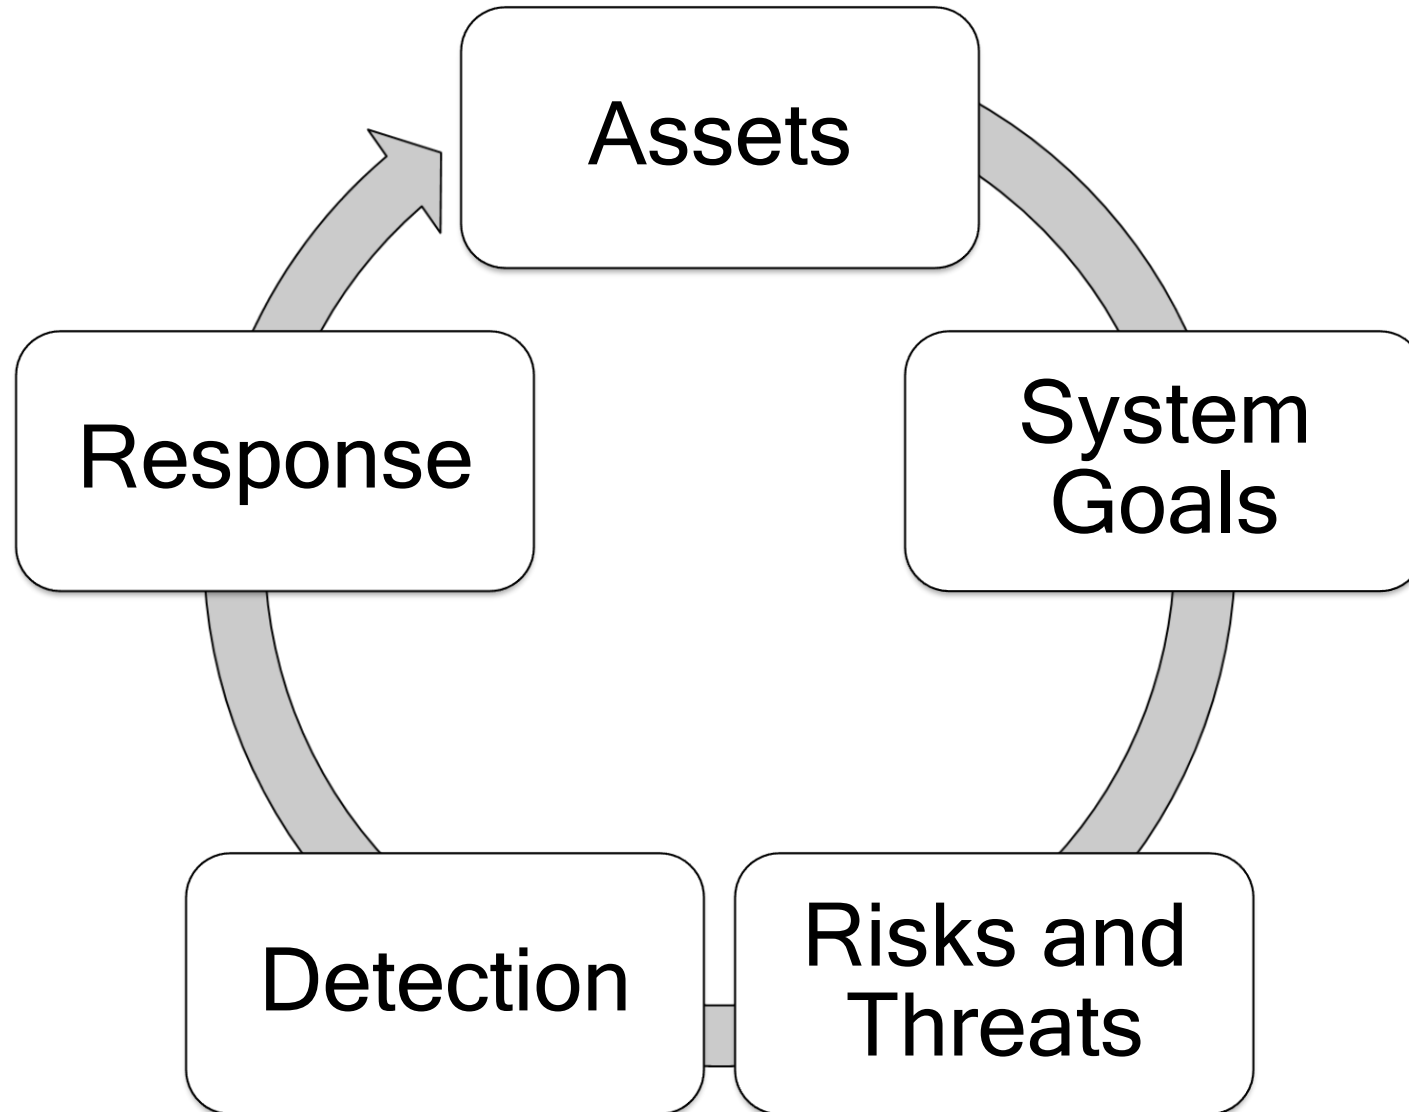 Assets
System
Goals
Risks and
Threats
Detection
Response